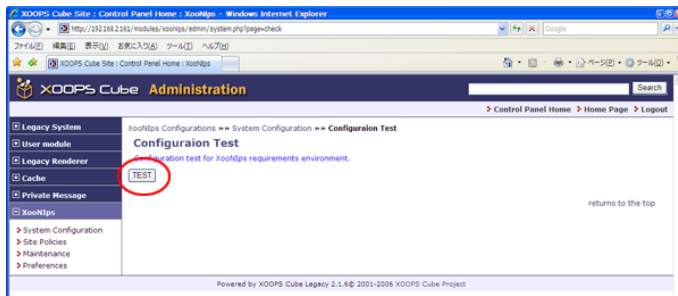 XOOPS Cube Site : Control Panel Home : XooNIps - Windows Internet Explorer
http://192.168.2.161/modules/xoonips/admin/system.php?page=check
Google
ファイル(F) 編集(E) 表示(V) お気に入り(A) ツール(T) ヘルプ(H)
XOOPS Cube Site : Control Panel Home : XooNIps
ページ(P) ツール(O)
XOOPS Cube Administration
Search
Control Panel Home Home Page Logout
Legacy System
XooNIps Configurations »» System Configuration »» Configuraion Test
User module
Configuraion Test
Legacy Renderer
Configuration test for XooNIps requirements environment.
Cache
TEST
Private Message
XooNIps
returns to the top
System Configuration
Site Policies
Maintenance
Preferences
Powered by XOOPS Cube Legacy 2.1.6© 2001-2006 XOOPS Cube Project